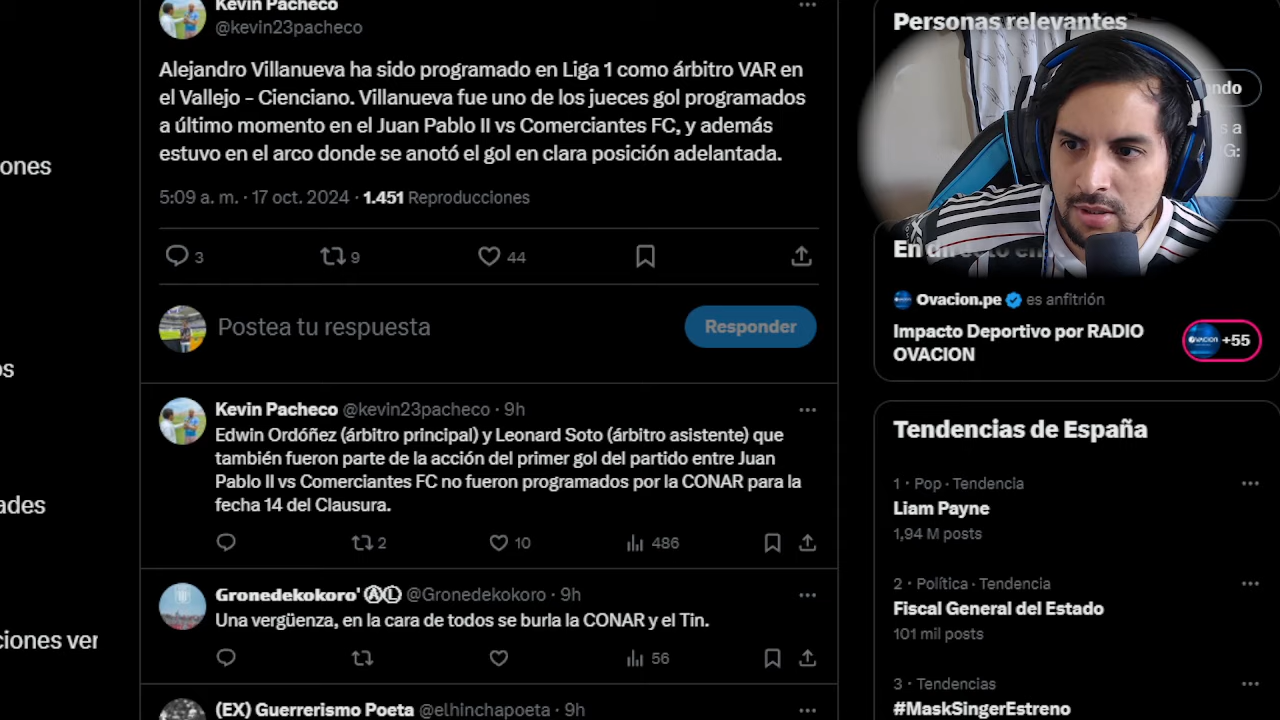 Kevin Pacheco
@kevin23pacheco
Alejandro Villanueva ha sido programado en Liga 1 como árbitro VAR en
el Vallejo - Cienciano. Villanueva fue uno de los jueces gol programados
a último momento en el Juan Pablo II vs Comerciantes FC, y además
estuvo en el arco donde se anotó el gol en clara posición adelantada.
5:09 a. m. · 17 oct. 2024 · 1.451 Reproducciones
3
9
44
Postea tu respuesta
Responder
Kevin Pacheco @kevin23pacheco · 9h
Edwin Ordóñez (árbitro principal) y Leonard Soto (árbitro asistente) que
también fueron parte de la acción del primer gol del partido entre Juan
Pablo II vs Comerciantes FC no fueron programados por la CONAR para la
fecha 14 del Clausura.
2
10
486
Gronedekokoro' ⒶⓁ @Gronedekokoro · 9h
Una vergüenza, en la cara de todos se burla la CONAR y el Tin.
56
(EX) Guerrerismo Poeta @elhinchapoeta · 9h
ones
os
ades
ciones ver
Personas relevantes
ndo
s a
G:
Ovacion.pe es anfitrión
Impacto Deportivo por RADIO
OVACION
OVACION
+55
Tendencias de España
1 · Pop · Tendencia
Liam Payne
1,94 M posts
2 · Política · Tendencia
Fiscal General del Estado
101 mil posts
3 · Tendencias
#MaskSingerEstreno